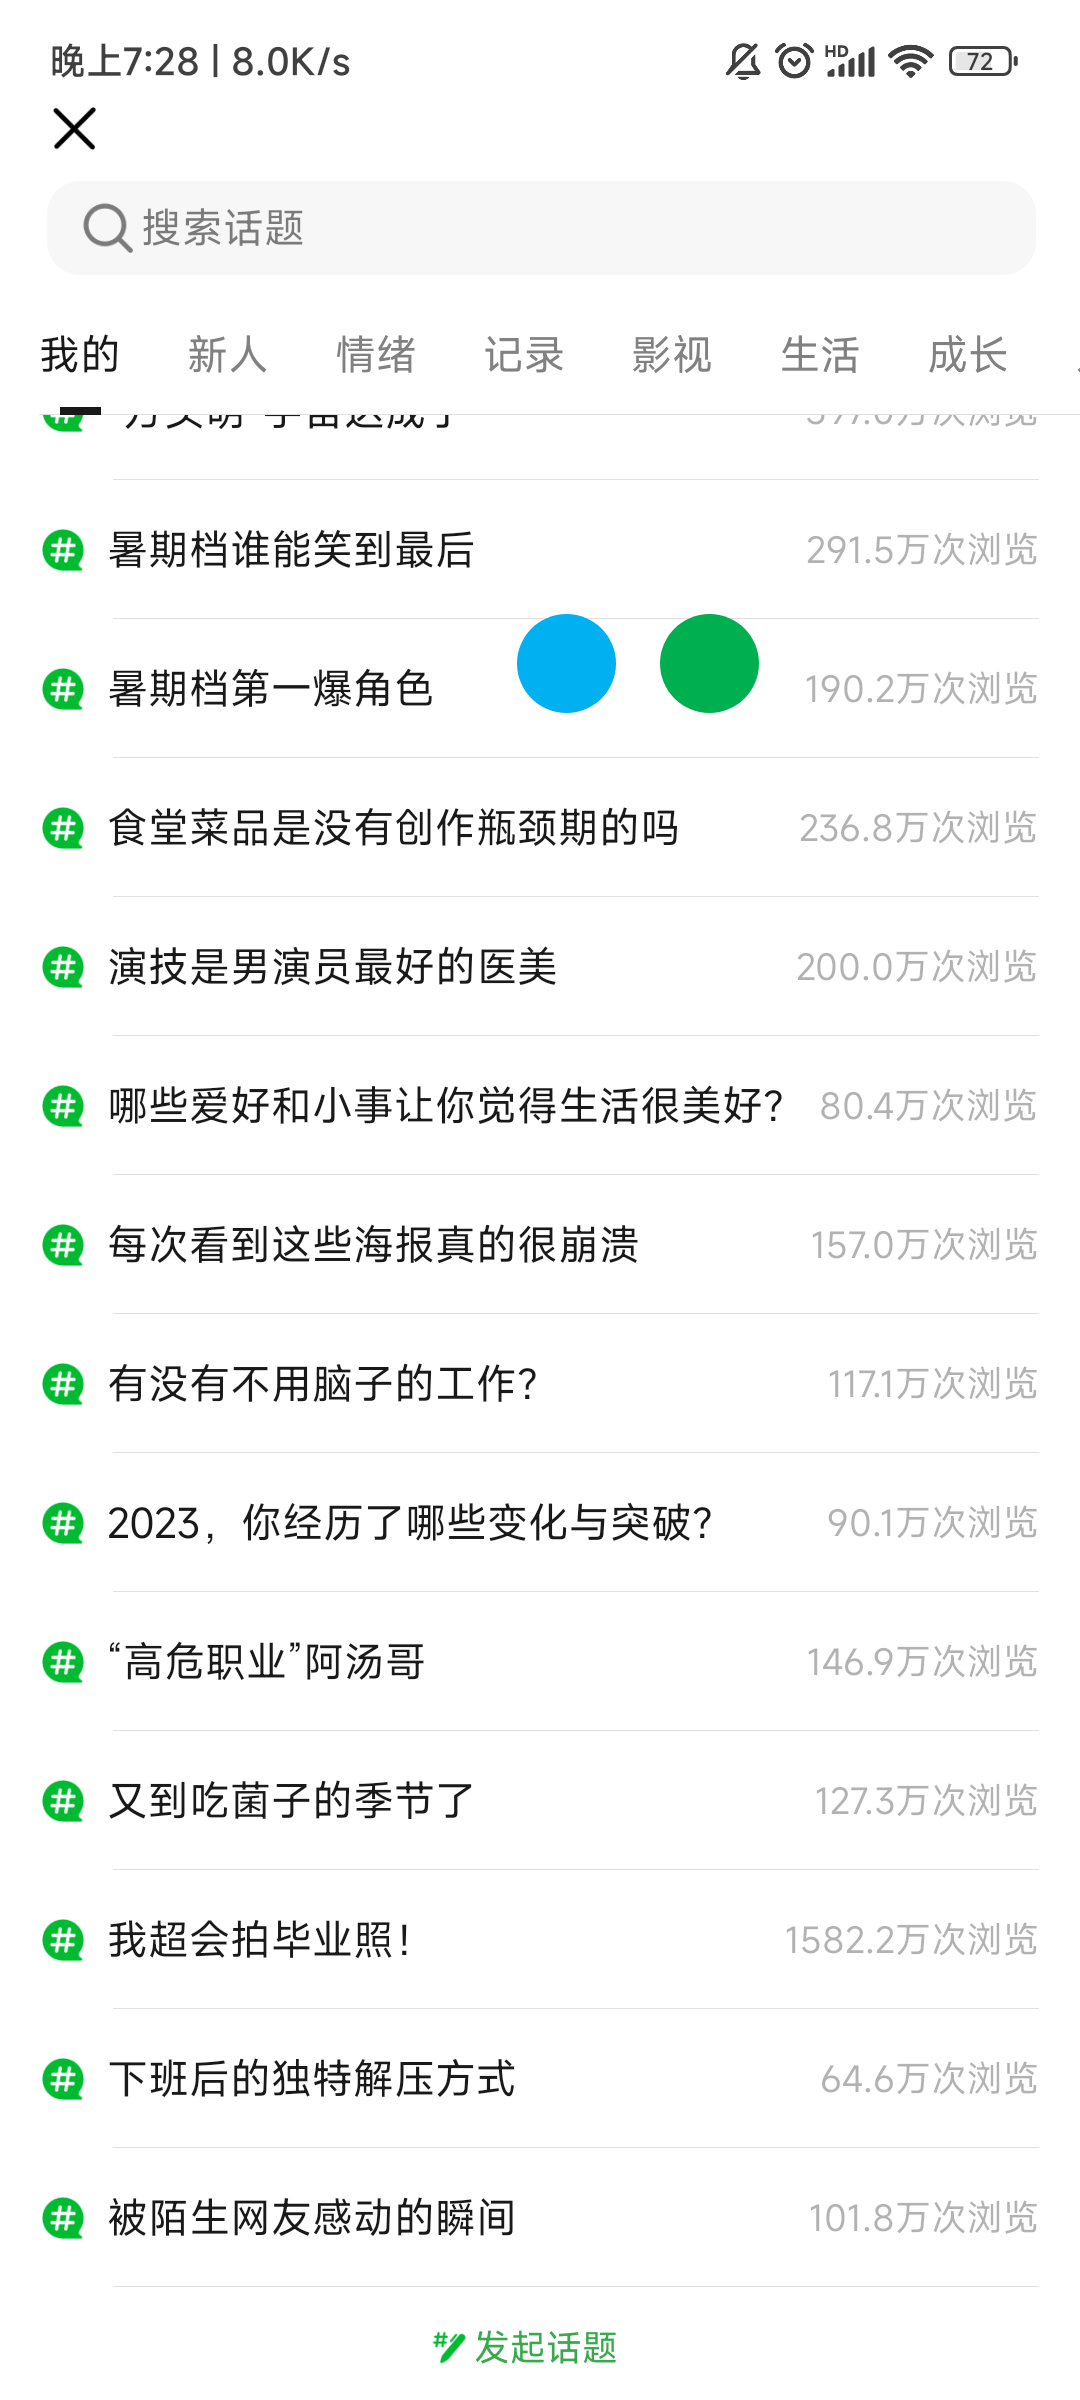 晚上7:28 | 8.0K/s
HD
72
搜索话题
我的 新人 情绪 记录 影视 生活 成长
暑期档谁能笑到最后 291.5万次浏览
暑期档第一爆角色 190.2万次浏览
食堂菜品是没有创作瓶颈期的吗 236.8万次浏览
演技是男演员最好的医美 200.0万次浏览
哪些爱好和小事让你觉得生活很美好? 80.4万次浏览
每次看到这些海报真的很崩溃 157.0万次浏览
有没有不用脑子的工作? 117.1万次浏览
2023，你经历了哪些变化与突破? 90.1万次浏览
“高危职业”阿汤哥 146.9万次浏览
又到吃菌子的季节了 127.3万次浏览
我超会拍毕业照！ 1582.2万次浏览
下班后的独特解压方式 64.6万次浏览
被陌生网友感动的瞬间 101.8万次浏览
发起话题